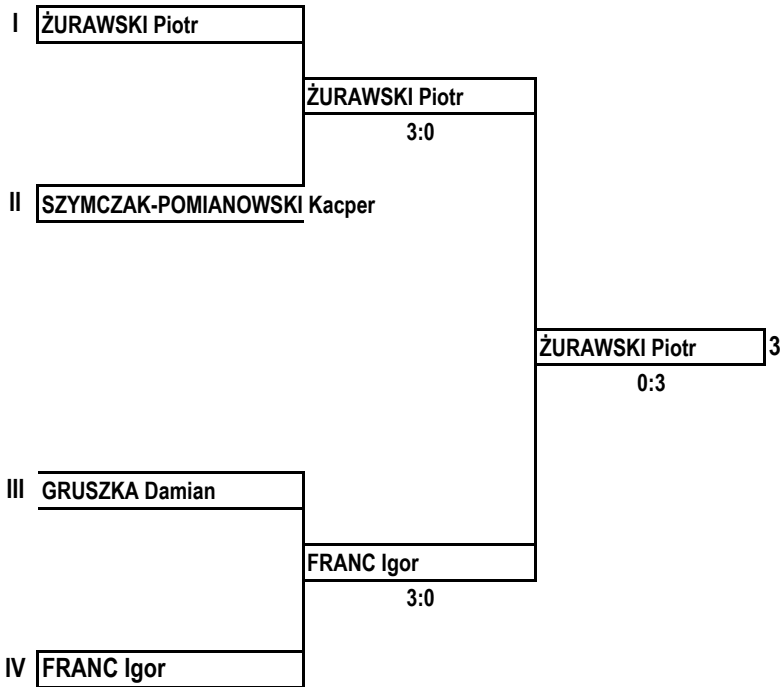 I ŻURAWSKI Piotr
ŻURAWSKI Piotr
3:0
II SZYMCZAK-POMIANOWSKI Kacper
ŻURAWSKI Piotr 3
0:3
III GRUSZKA Damian
FRANC Igor
3:0
IV FRANC Igor